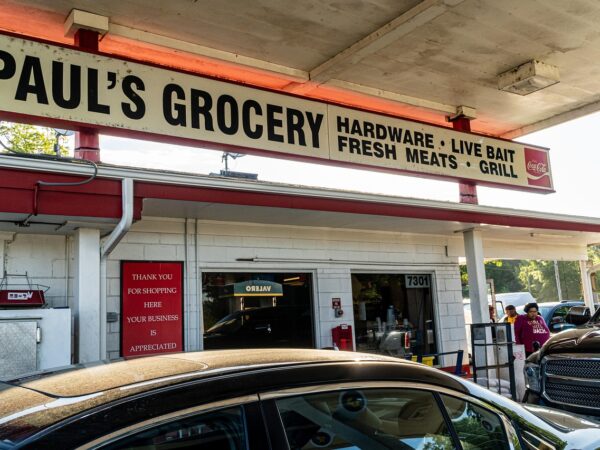 PAUL'S GROCERY
HARDWARE • LIVE BAIT
FRESH MEATS • GRILL
Coca-Cola
THANK YOU
FOR SHOPPING
HERE
YOUR BUSINESS
IS
APPRECIATED
VALERO
7301